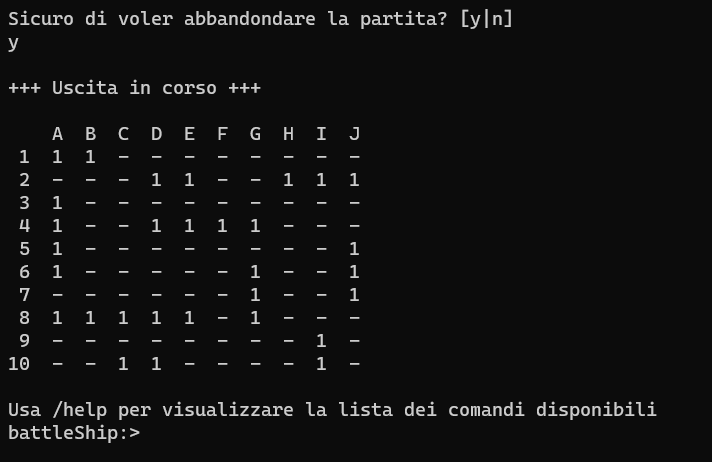 Sicuro di voler abbandondare la partita? [y|n]
y
+++ Uscita in corso +++
A B C D E F G H I J
1 1 1 - - - - - - - -
2 - - - 1 1 - - 1 1 1
3 1 - - - - - - - - -
4 1 - - 1 1 1 1 - - -
5 1 - - - - - - - - 1
6 1 - - - - - 1 - - 1
7 - - - - - - 1 - - 1
8 1 1 1 1 1 - 1 - - -
9 - - - - - - - - 1 -
10 - - 1 1 - - - - 1 -
Usa /help per visualizzare la lista dei comandi disponibili
battleShip:>